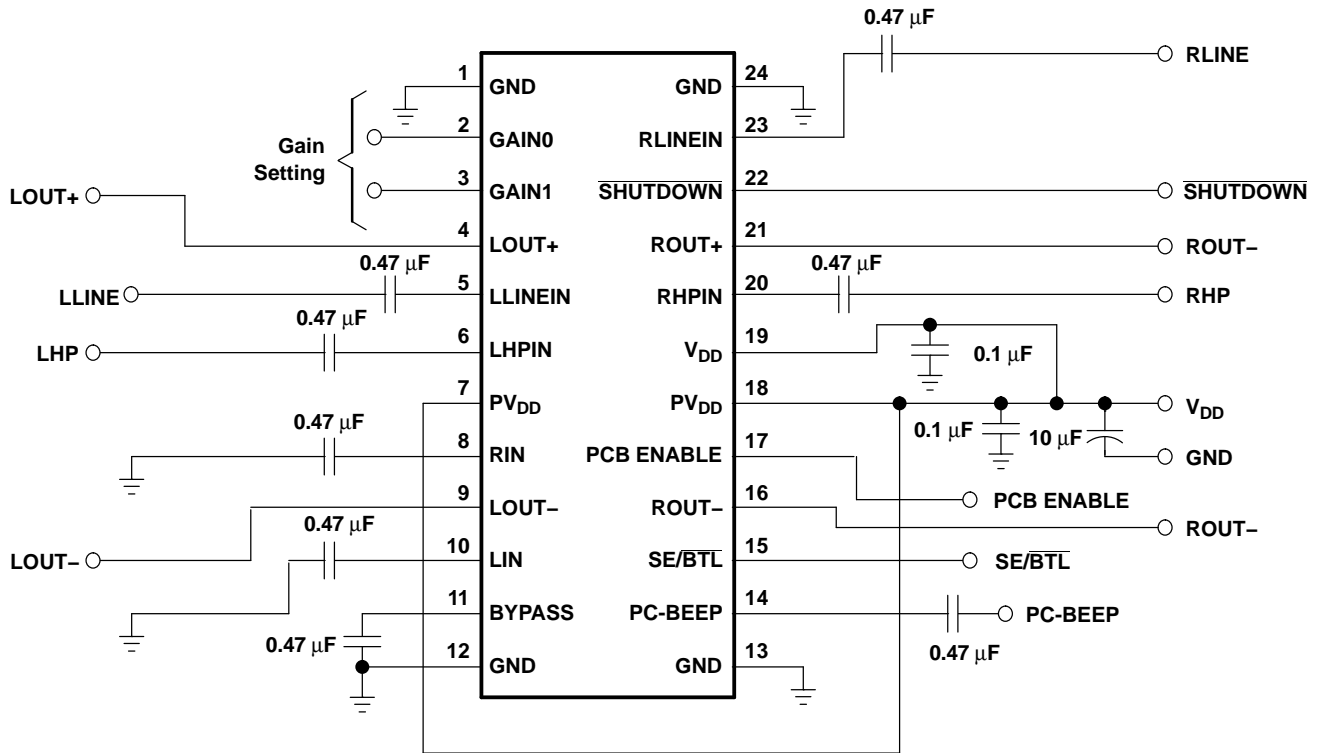 0.47 μF
RLINE
1
GND
24
GND
2
GAIN0
RLINEIN
23
Gain
Setting
3
GAIN1
SHUTDOWN
22
SHUTDOWN
LOUT+
4
LOUT+
ROUT+
21
ROUT−
0.47 μF
0.47 μF
LLINE
5
LLINEIN
RHPIN
20
RHP
0.47 μF
LHP
6
LHPIN
VDD
19
0.1 μF
7
PVDD
PVDD
18
VDD
0.47 μF
0.1 μF
10 μF
8
RIN
PCB ENABLE
17
GND
9
LOUT−
ROUT−
16
PCB ENABLE
ROUT−
0.47 μF
LOUT−
10
LIN
SE/BTL
15
SE/BTL
11
BYPASS
PC-BEEP
14
PC-BEEP
0.47 μF
0.47 μF
12
GND
GND
13